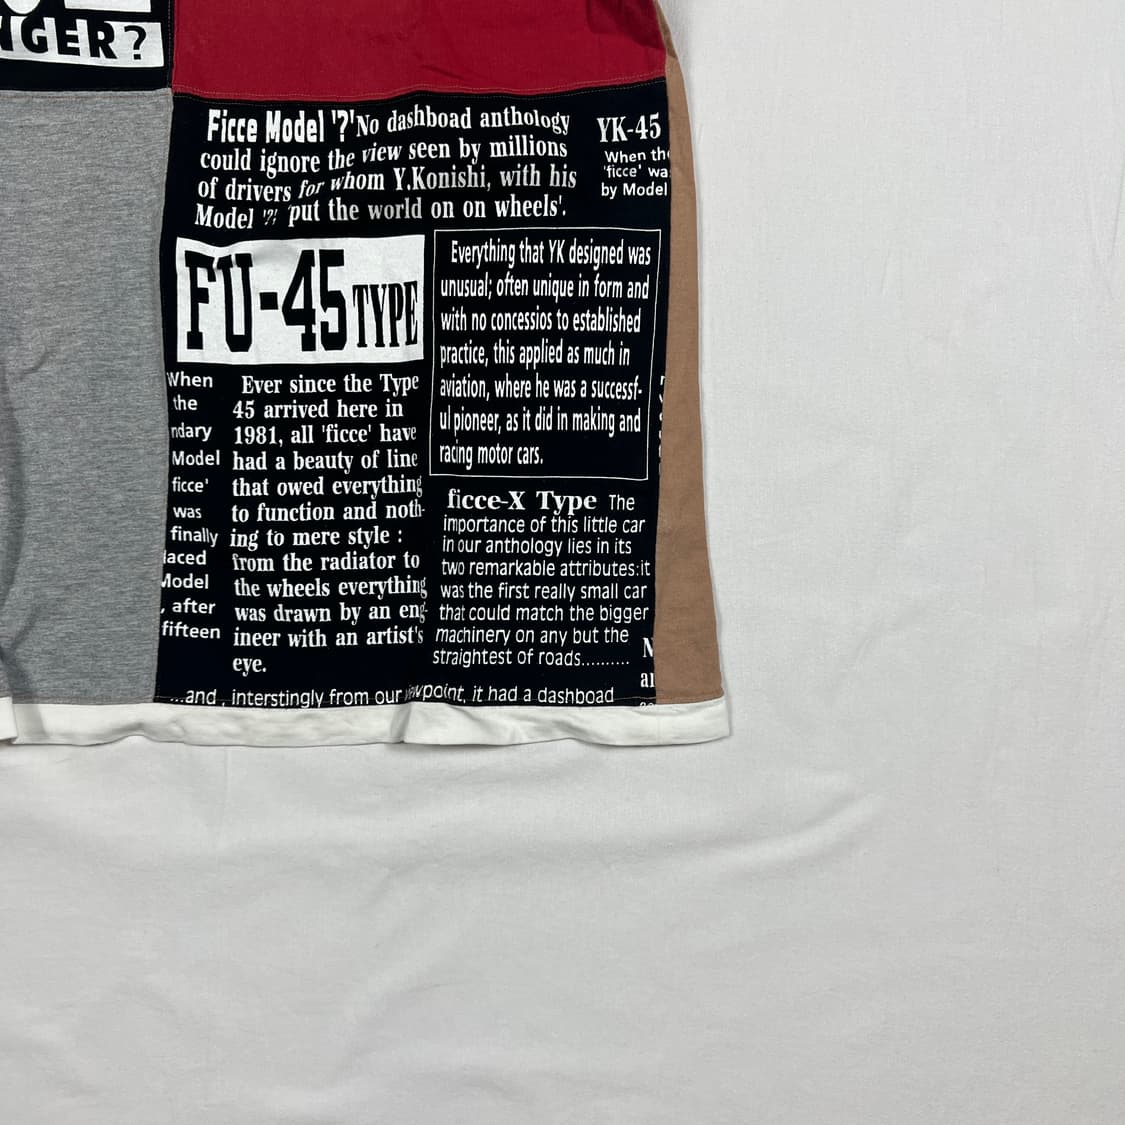 NGER?
Ficce Model '?' No dashboad anthology
could ignore the view seen by millions
of drivers for whom Y.Konishi, with his
Model '?' 'put the world on on wheels'.
YK-45
When the
'ficce' wa
by Model
FU-45 TYPE
Everything that YK designed was
unusual; often unique in form and
with no concessios to established
practice, this applied as much in
aviation, where he was a successf-
ul pioneer, as it did in making and
racing motor cars.
When
the
ndary
Model
ficce'
was
finally
laced
Model
, after
fifteen
Ever since the Type
45 arrived here in
1981, all 'ficce' have
had a beauty of line
that owed everything
to function and noth-
ing to mere style :
from the radiator to
the wheels everything
was drawn by an eng-
ineer with an artist's
eye.
ficce-X Type The
importance of this little car
in our anthology lies in its
two remarkable attributes:it
was the first really small car
that could match the bigger
machinery on any but the
straightest of roads..........
N
al
...and , interstingly from our viewpoint, it had a dashboad